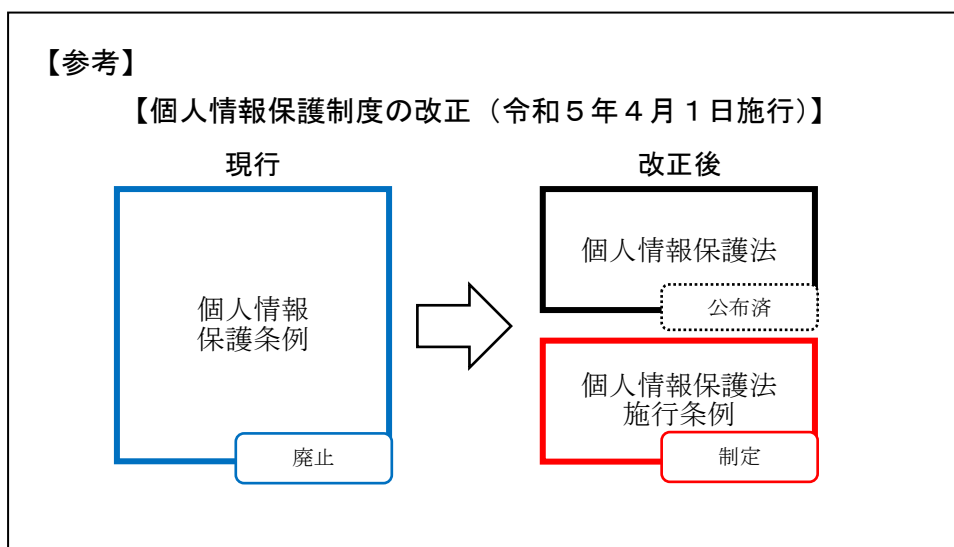 【参考】
【個人情報保護制度の改正（令和５年４月１日施行）】
現行
改正後
個人情報
保護条例
廃止
個人情報保護法
公布済
個人情報保護法
施行条例
制定